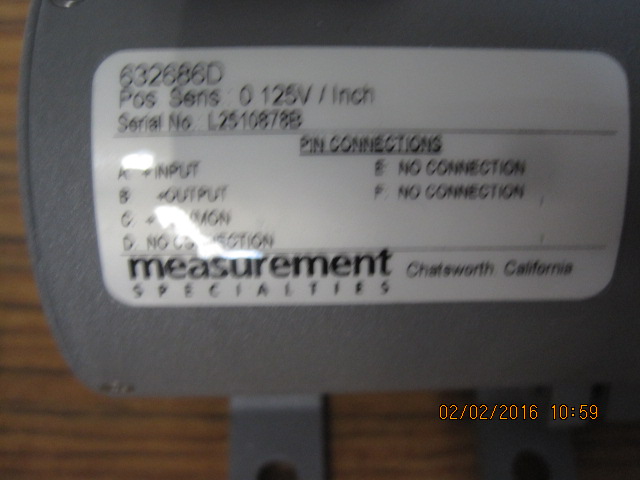 632686D
Pos Sens 0.125V / Inch
Serial No. L2510878B
PIN CONNECTIONS
A: +INPUT
B: +OUTPUT
C:
D: NO CONNECTION
E: NO CONNECTION
F: NO CONNECTION
measurement
SPECIALTIES
Chatsworth California
02/02/2016 10:59